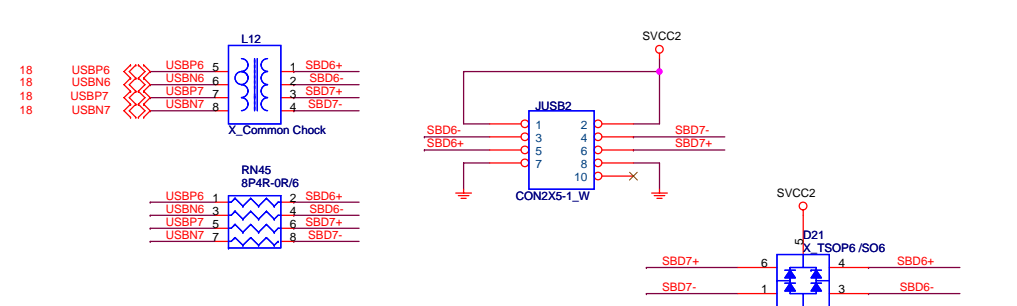 L12
18 USBP6 USBP6 5 1 SBD6+
18 USBN6 USBN6 6 2 SBD6-
18 USBP7 USBP7 7 3 SBD7+
18 USBN7 USBN7 8 4 SBD7-
X_Common Chock
RN45
8P4R-0R/6
USBP6 1 2 SBD6+
USBN6 3 4 SBD6-
USBP7 5 6 SBD7+
USBN7 7 8 SBD7-
SVCC2
JUSB2
1 2
SBD6- 3 4 SBD7-
SBD6+ 5 6 SBD7+
7 8
10
CON2X5-1_W
SVCC2
D21
5
X_TSOP6 /SO6
SBD7+ 6 4 SBD6+
SBD7- 1 3 SBD6-